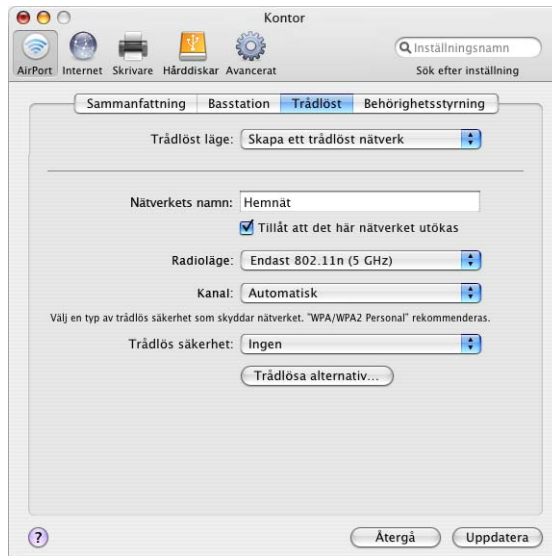 Kontor
AirPort Internet Skrivare Hårddiskar Avancerat
Inställningsnamn
Sök efter inställning
Sammanfattning Basstation Trådlöst Behörighetsstyrning
Trådlöst läge: Skapa ett trådlöst nätverk
Nätverkets namn: Hemnät
Tillåt att det här nätverket utökas
Radioläge: Endast 802.11n (5 GHz)
Kanal: Automatisk
Välj en typ av trådlös säkerhet som skyddar nätverket. "WPA/WPA2 Personal" rekommenderas.
Trådlös säkerhet: Ingen
Trådlösa alternativ...
? Återgå Uppdatera